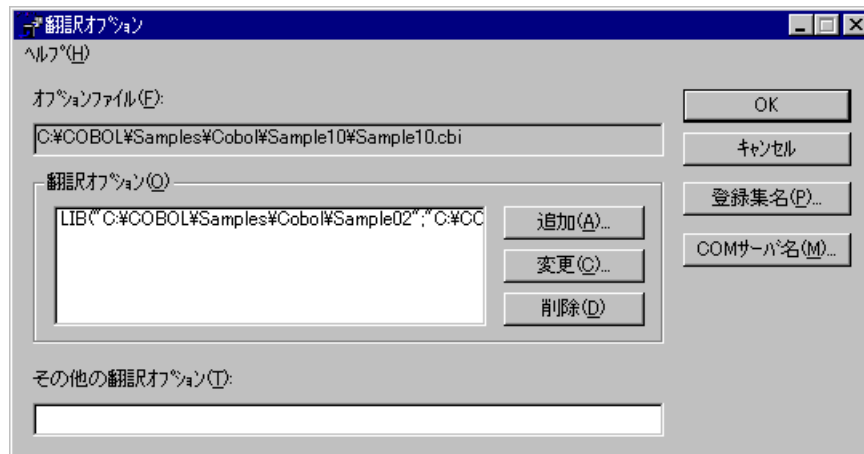 翻訳オプション
ヘルプ(H)
オプションファイル(F):
C:¥COBOL¥Samples¥Cobol¥Sample10¥Sample10.cbi
翻訳オプション(O)
LIB("C:¥COBOL¥Samples¥Cobol¥Sample02";"C:¥CC
追加(A)...
変更(C)...
削除(D)
その他の翻訳オプション(T):
OK
キャンセル
登録集名(P)...
COMサーバ名(M)...